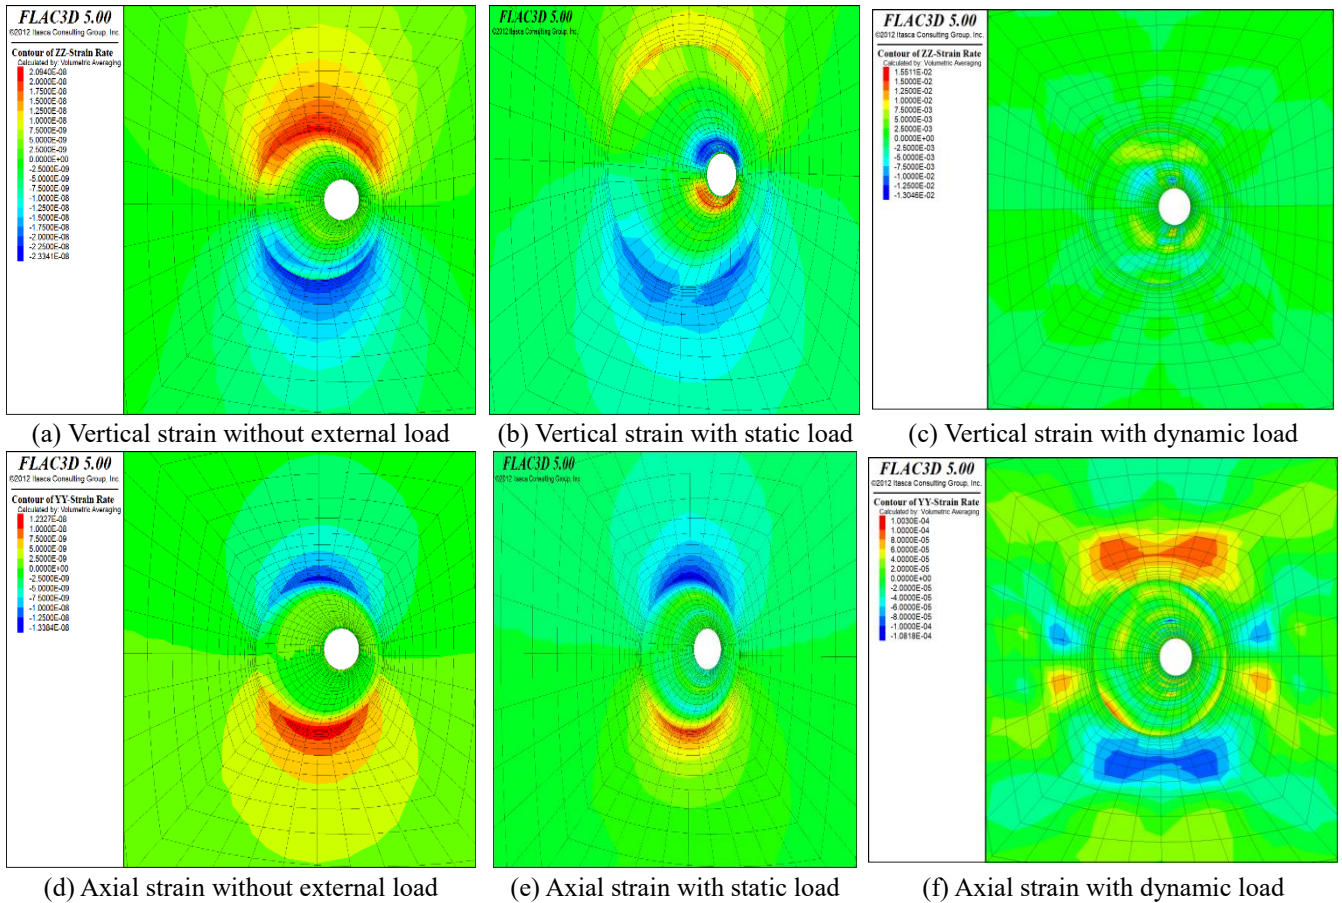 FLAC3D 5.00
©2012 Itasca Consulting Group, Inc.
Contour of ZZ-Strain Rate
Calculated by: Volumetric Averaging
2.0940E-08
2.0000E-08
1.7500E-08
1.5000E-08
1.2500E-08
1.0000E-08
7.5000E-09
5.0000E-09
2.5000E-09
0.0000E+00
-2.5000E-09
-5.0000E-09
-7.5000E-09
-1.0000E-08
-1.2500E-08
-1.5000E-08
-1.7500E-08
-2.0000E-08
-2.2500E-08
-2.3341E-08
FLAC3D 5.00
©2012 Itasca Consulting Group, Inc.
FLAC3D 5.00
©2012 Itasca Consulting Group, Inc.
Contour of ZZ-Strain Rate
Calculated by: Volumetric Averaging
1.5511E-02
1.5000E-02
1.2500E-02
1.0000E-02
7.5000E-03
5.0000E-03
2.5000E-03
0.0000E+00
-2.5000E-03
-5.0000E-03
-7.5000E-03
-1.0000E-02
-1.2500E-02
-1.3046E-02
(a) Vertical strain without external load
(b) Vertical strain with static load
(c) Vertical strain with dynamic load
FLAC3D 5.00
©2012 Itasca Consulting Group, Inc.
Contour of YY-Strain Rate
Calculated by: Volumetric Averaging
1.2327E-08
1.0000E-08
7.5000E-09
5.0000E-09
2.5000E-09
0.0000E+00
-2.5000E-09
-5.0000E-09
-7.5000E-09
-1.0000E-08
-1.2500E-08
-1.3384E-08
FLAC3D 5.00
©2012 Itasca Consulting Group, Inc.
FLAC3D 5.00
©2012 Itasca Consulting Group, Inc.
Contour of YY-Strain Rate
Calculated by: Volumetric Averaging
1.0030E-04
1.0000E-04
8.0000E-05
6.0000E-05
4.0000E-05
2.0000E-05
0.0000E+00
-2.0000E-05
-4.0000E-05
-6.0000E-05
-8.0000E-05
-1.0000E-04
-1.0818E-04
(d) Axial strain without external load
(e) Axial strain with static load
(f) Axial strain with dynamic load